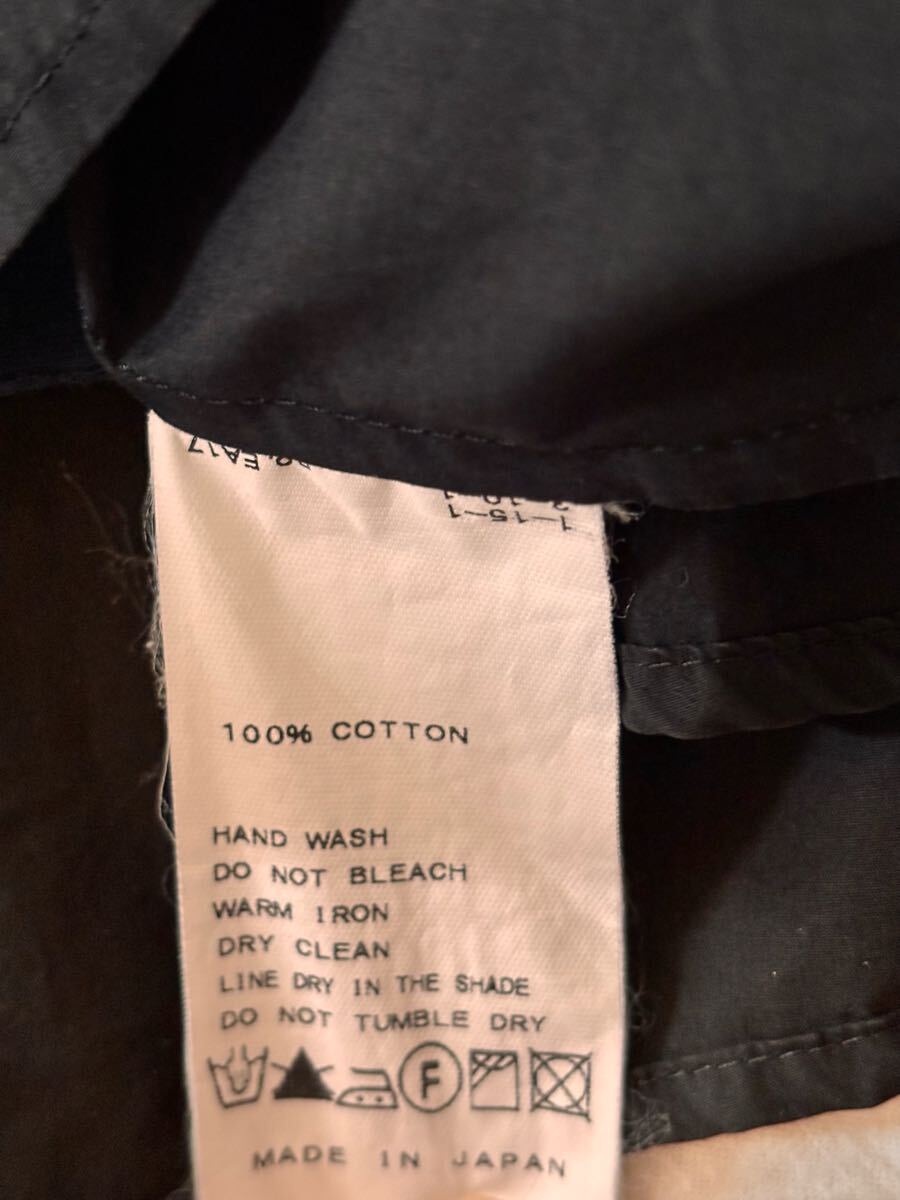 FA17
1-15-1
100% COTTON
HAND WASH
DO NOT BLEACH
WARM IRON
DRY CLEAN
LINE DRY IN THE SHADE
DO NOT TUMBLE DRY
F
MADE IN JAPAN